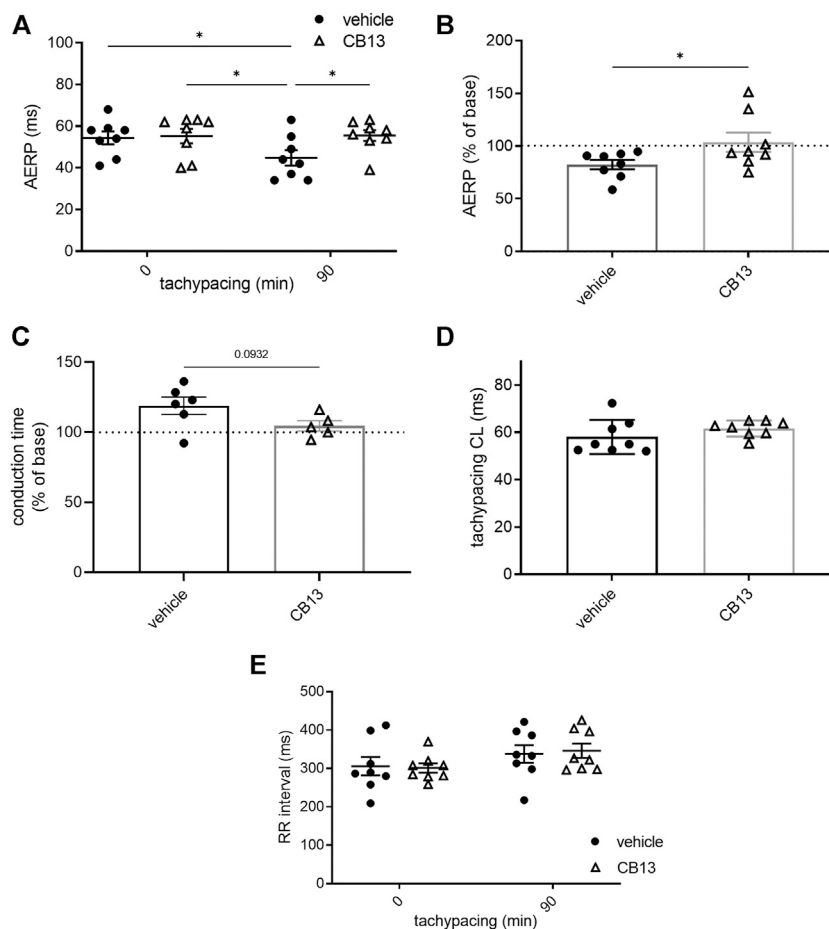 A
vehicle
CB13
*
*
*
AERP (ms)
100
80
60
40
20
0
0
90
tachypacing (min)
B
*
AERP (% of base)
200
150
100
50
0
vehicle
CB13
C
0.0932
conduction time
(% of base)
150
100
50
0
vehicle
CB13
D
tachypacing CL (ms)
80
60
40
20
0
vehicle
CB13
E
RR interval (ms)
500
400
300
200
100
0
vehicle
CB13
0
90
tachypacing (min)